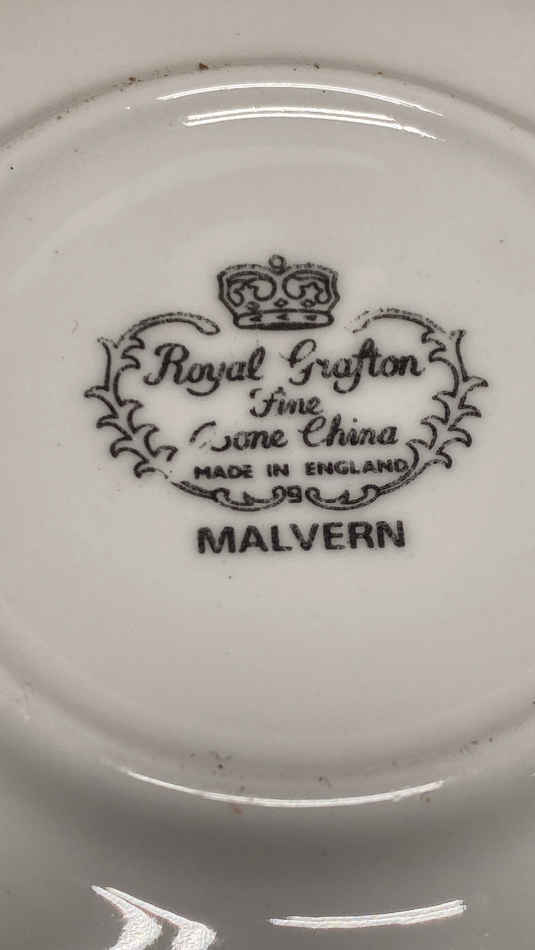 Royal Grafton
Fine
Bone China
MADE IN ENGLAND
MALVERN